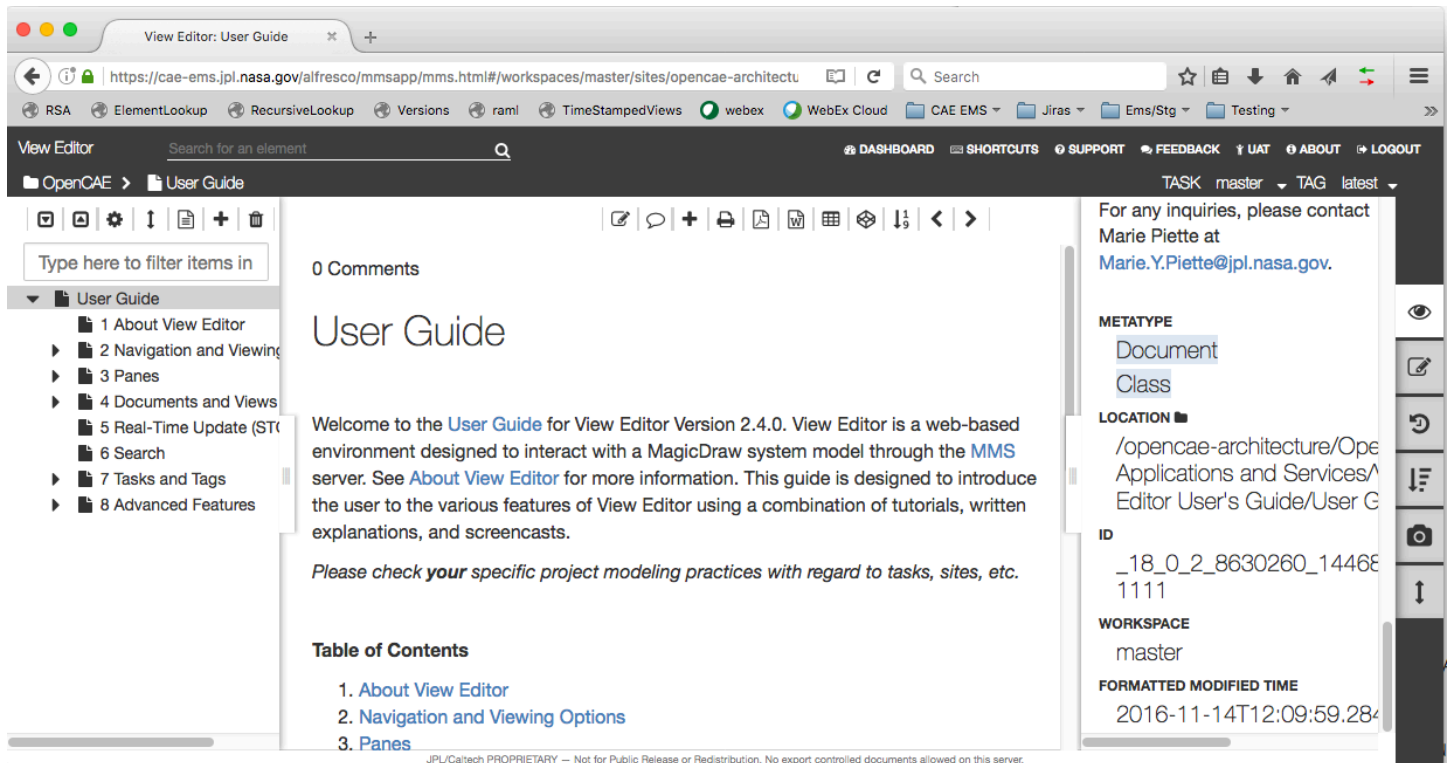 View Editor: User Guide
https://cae-ems.jpl.nasa.gov/alfresco/mmsapp/mms.html#/workspaces/master/sites/opencae-architectu
Search
RSA ElementLookup RecursiveLookup Versions raml TimeStampedViews webex WebEx Cloud CAE EMS Jiras Ems/Stg Testing
View Editor Search for an element DASHBOARD SHORTCUTS SUPPORT FEEDBACK UAT ABOUT LOGOUT
OpenCAE User Guide TASK master TAG latest
Type here to filter items in
User Guide
1 About View Editor
2 Navigation and Viewing
3 Panes
4 Documents and Views
5 Real-Time Update (STO
6 Search
7 Tasks and Tags
8 Advanced Features
0 Comments
User Guide
Welcome to the User Guide for View Editor Version 2.4.0. View Editor is a web-based
environment designed to interact with a MagicDraw system model through the MMS
server. See About View Editor for more information. This guide is designed to introduce
the user to the various features of View Editor using a combination of tutorials, written
explanations, and screencasts.
Please check your specific project modeling practices with regard to tasks, sites, etc.
Table of Contents
1. About View Editor
2. Navigation and Viewing Options
3. Panes
For any inquiries, please contact
Marie Piette at
Marie.Y.Piette@jpl.nasa.gov.
METATYPE
Document
Class
LOCATION
/opencae-architecture/Ope
Applications and Services/
Editor User's Guide/User G
ID
_18_0_2_8630260_14468
1111
WORKSPACE
master
FORMATTED MODIFIED TIME
2016-11-14T12:09:59.284
JPL/Caltech PROPRIETARY — Not for Public Release or Redistribution. No export controlled documents allowed on this server.